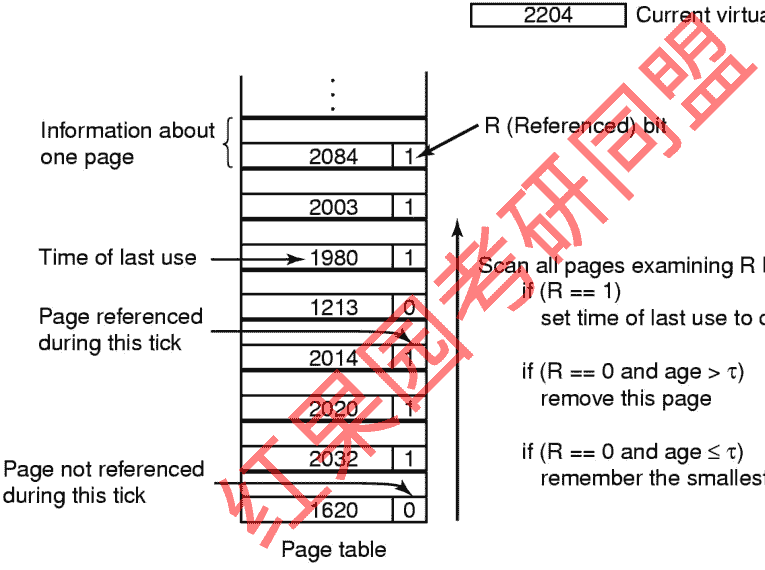 2204 Current virtua
Information about
one page
R (Referenced) bit
2084 1
2003 1
Time of last use
1980 1
Scan all pages examining R
if (R == 1)
set time of last use to
1213 0
Page referenced
during this tick
2014 1
if (R == 0 and age > τ)
remove this page
2020 1
if (R == 0 and age ≤ τ)
remember the smallest
2032 1
Page not referenced
during this tick
1620 0
Page table
红果园考研同盟